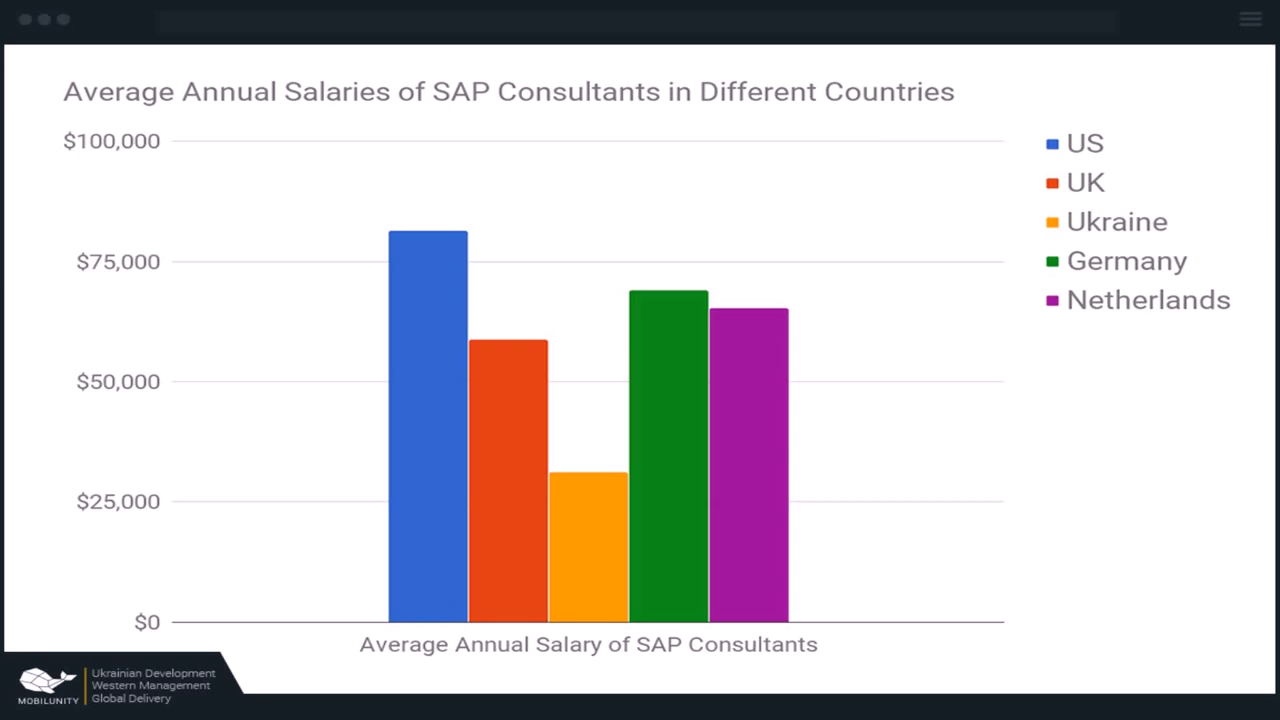 Average Annual Salaries of SAP Consultants in Different Countries
$100,000
$75,000
$50,000
$25,000
$0
Average Annual Salary of SAP Consultants
US
UK
Ukraine
Germany
Netherlands
MOBILUNITY
Ukrainian Development
Western Management
Global Delivery